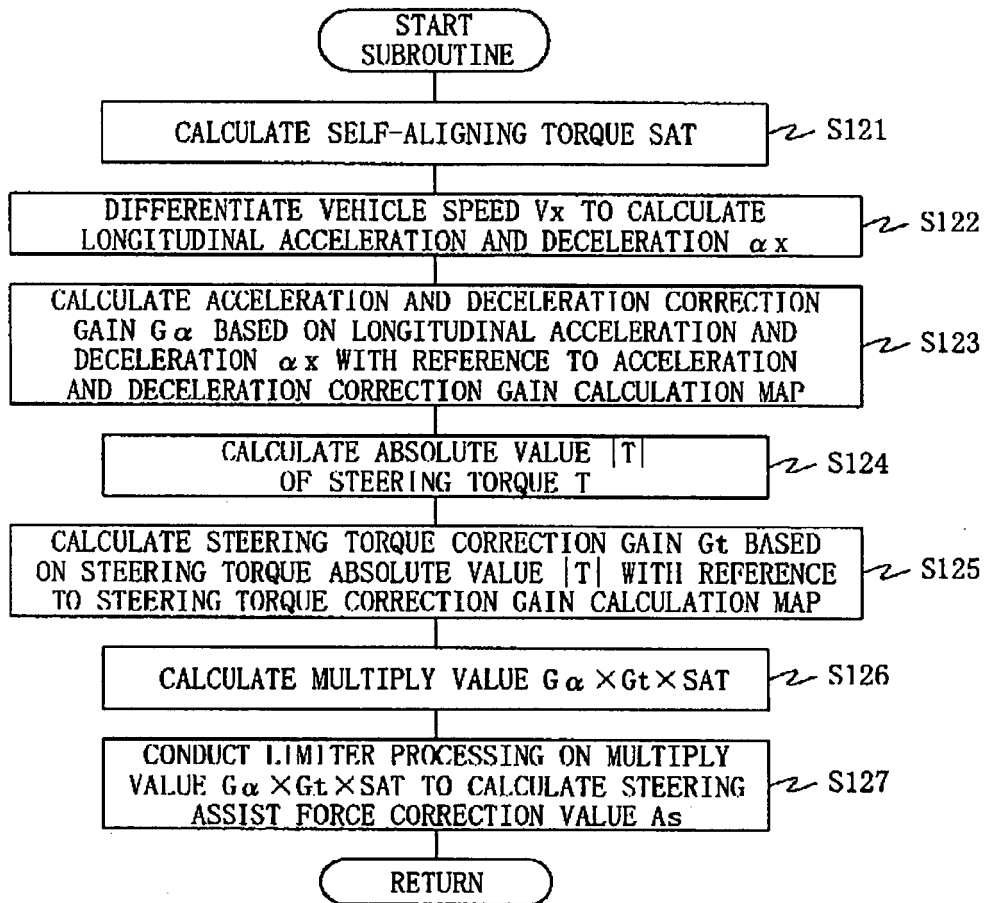 START
SUBROUTINE
CALCULATE SELF-ALIGNING TORQUE SAT
S121
DIFFERENTIATE VEHICLE SPEED Vx TO CALCULATE
LONGITUDINAL ACCELERATION AND DECELERATION αx
S122
CALCULATE ACCELERATION AND DECELERATION CORRECTION
GAIN Gα BASED ON LONGITUDINAL ACCELERATION AND
DECELERATION αx WITH REFERENCE TO ACCELERATION
AND DECELERATION CORRECTION GAIN CALCULATION MAP
S123
CALCULATE ABSOLUTE VALUE |T|
OF STEERING TORQUE T
S124
CALCULATE STEERING TORQUE CORRECTION GAIN Gt BASED
ON STEERING TORQUE ABSOLUTE VALUE |T| WITH REFERENCE
TO STEERING TORQUE CORRECTION GAIN CALCULATION MAP
S125
CALCULATE MULTIPLY VALUE Gα×Gt×SAT
S126
CONDUCT LIMITER PROCESSING ON MULTIPLY
VALUE Gα×Gt×SAT TO CALCULATE STEERING
ASSIST FORCE CORRECTION VALUE As
S127
RETURN